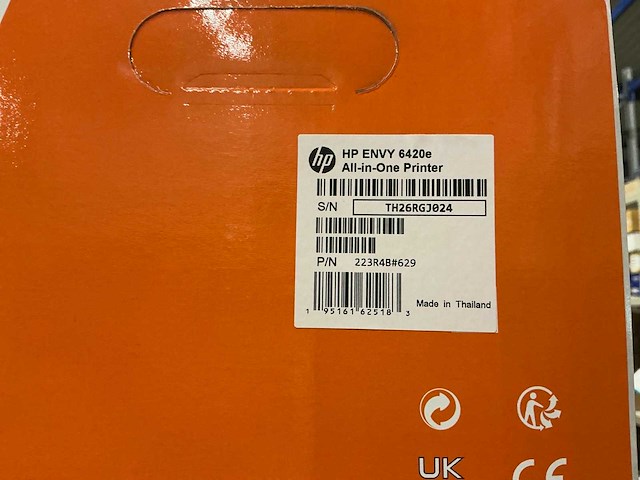 hp
HP ENVY 6420e
All-in-One Printer
S/N TH26RGJ024
P/N 223R4B#629
1 95161 62518 3
Made in Thailand
UK
CE